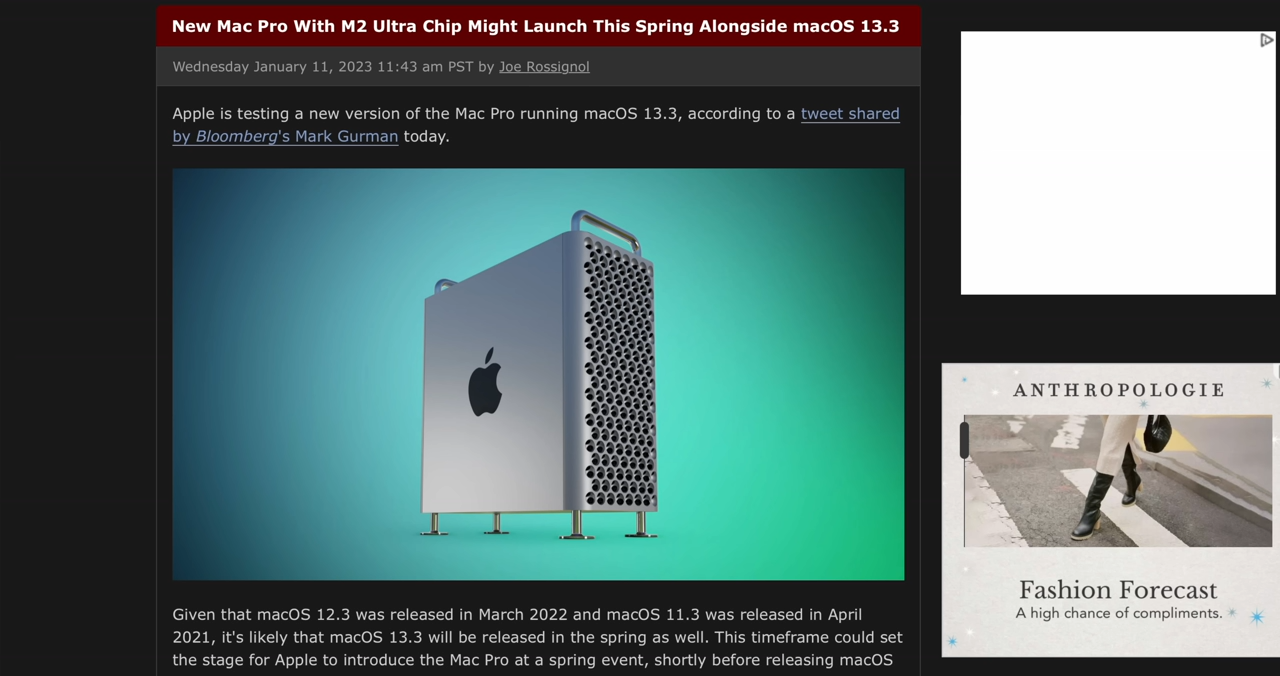 New Mac Pro With M2 Ultra Chip Might Launch This Spring Alongside macOS 13.3
Wednesday January 11, 2023 11:43 am PST by Joe Rossignol
Apple is testing a new version of the Mac Pro running macOS 13.3, according to a tweet shared
by Bloomberg's Mark Gurman today.
Given that macOS 12.3 was released in March 2022 and macOS 11.3 was released in April
2021, it's likely that macOS 13.3 will be released in the spring as well. This timeframe could set
the stage for Apple to introduce the Mac Pro at a spring event, shortly before releasing macOS
ANTHROPOLOGIE
Fashion Forecast
A high chance of compliments.